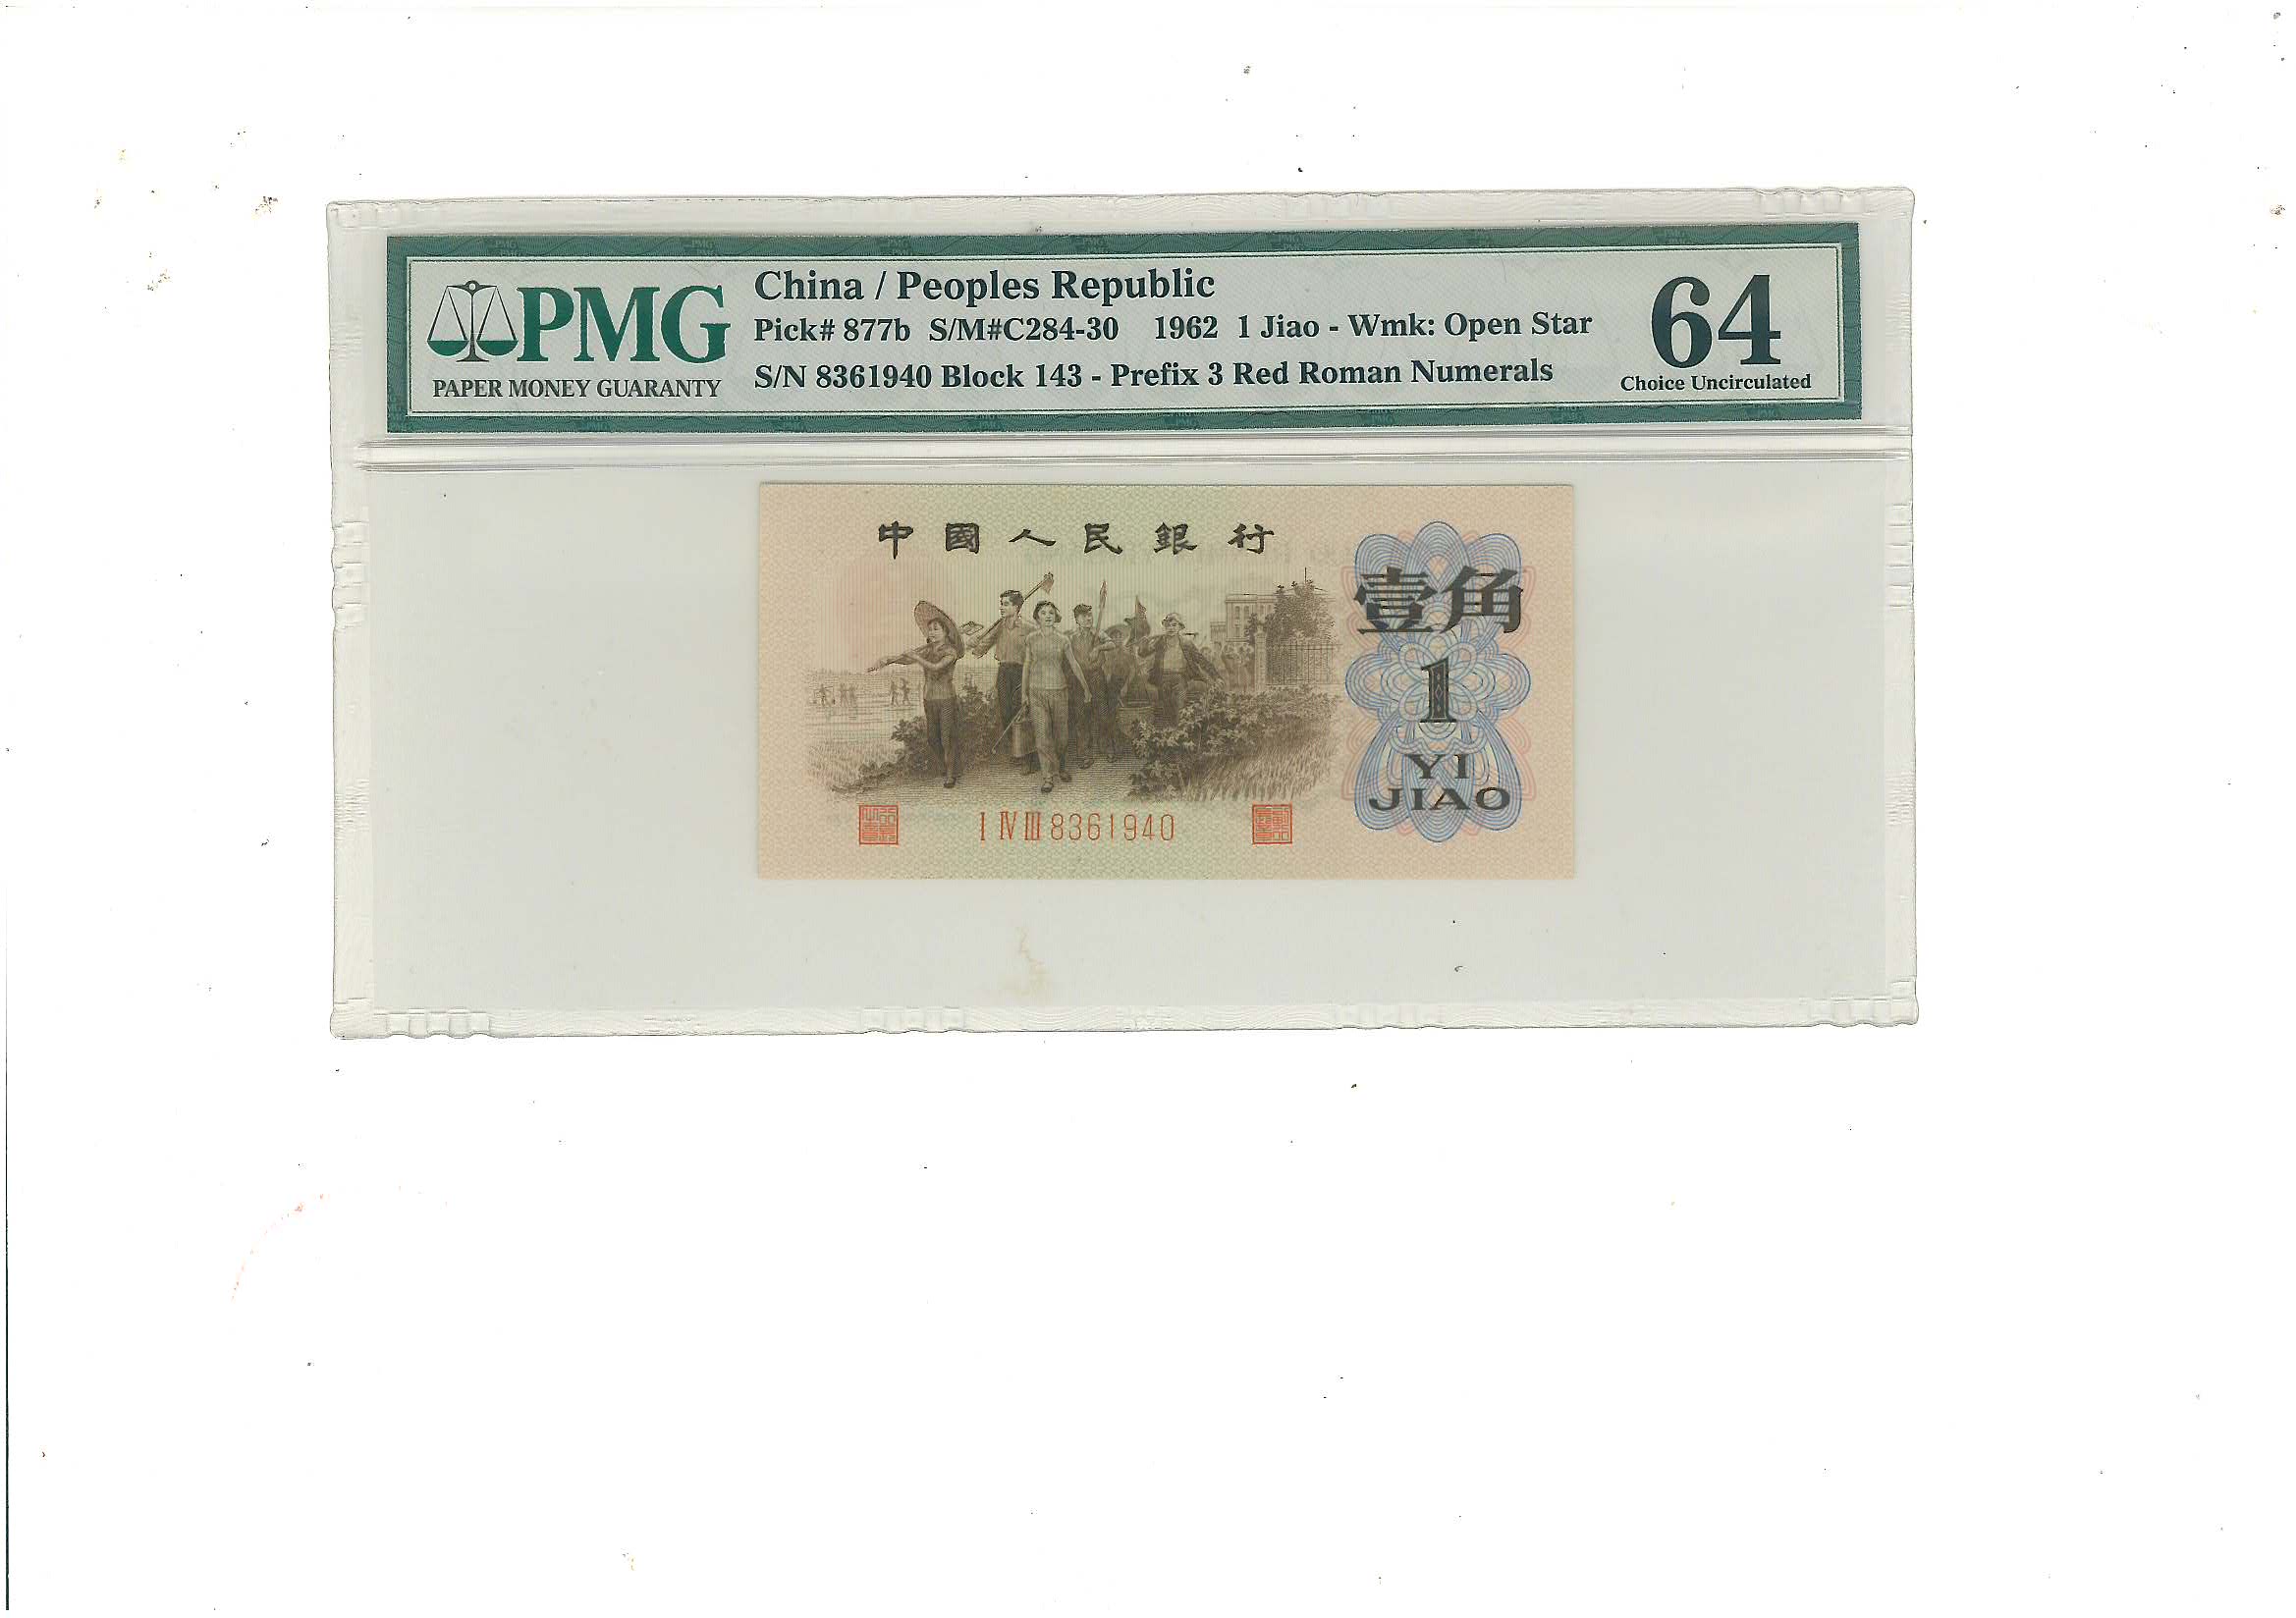 PMG
PAPER MONEY GUARANTY
China / Peoples Republic
Pick# 877b S/M#C284-30 1962 1 Jiao - Wmk: Open Star
S/N 8361940 Block 143 - Prefix 3 Red Roman Numerals
64
Choice Uncirculated
中國人民銀行
壹角
1
YI
JIAO
I IV III 8361940